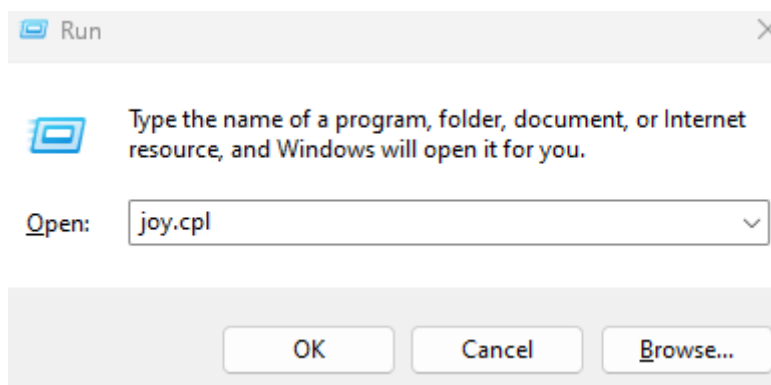 Run
Type the name of a program, folder, document, or Internet
resource, and Windows will open it for you.
Open: joy.cpl
OK Cancel Browse...